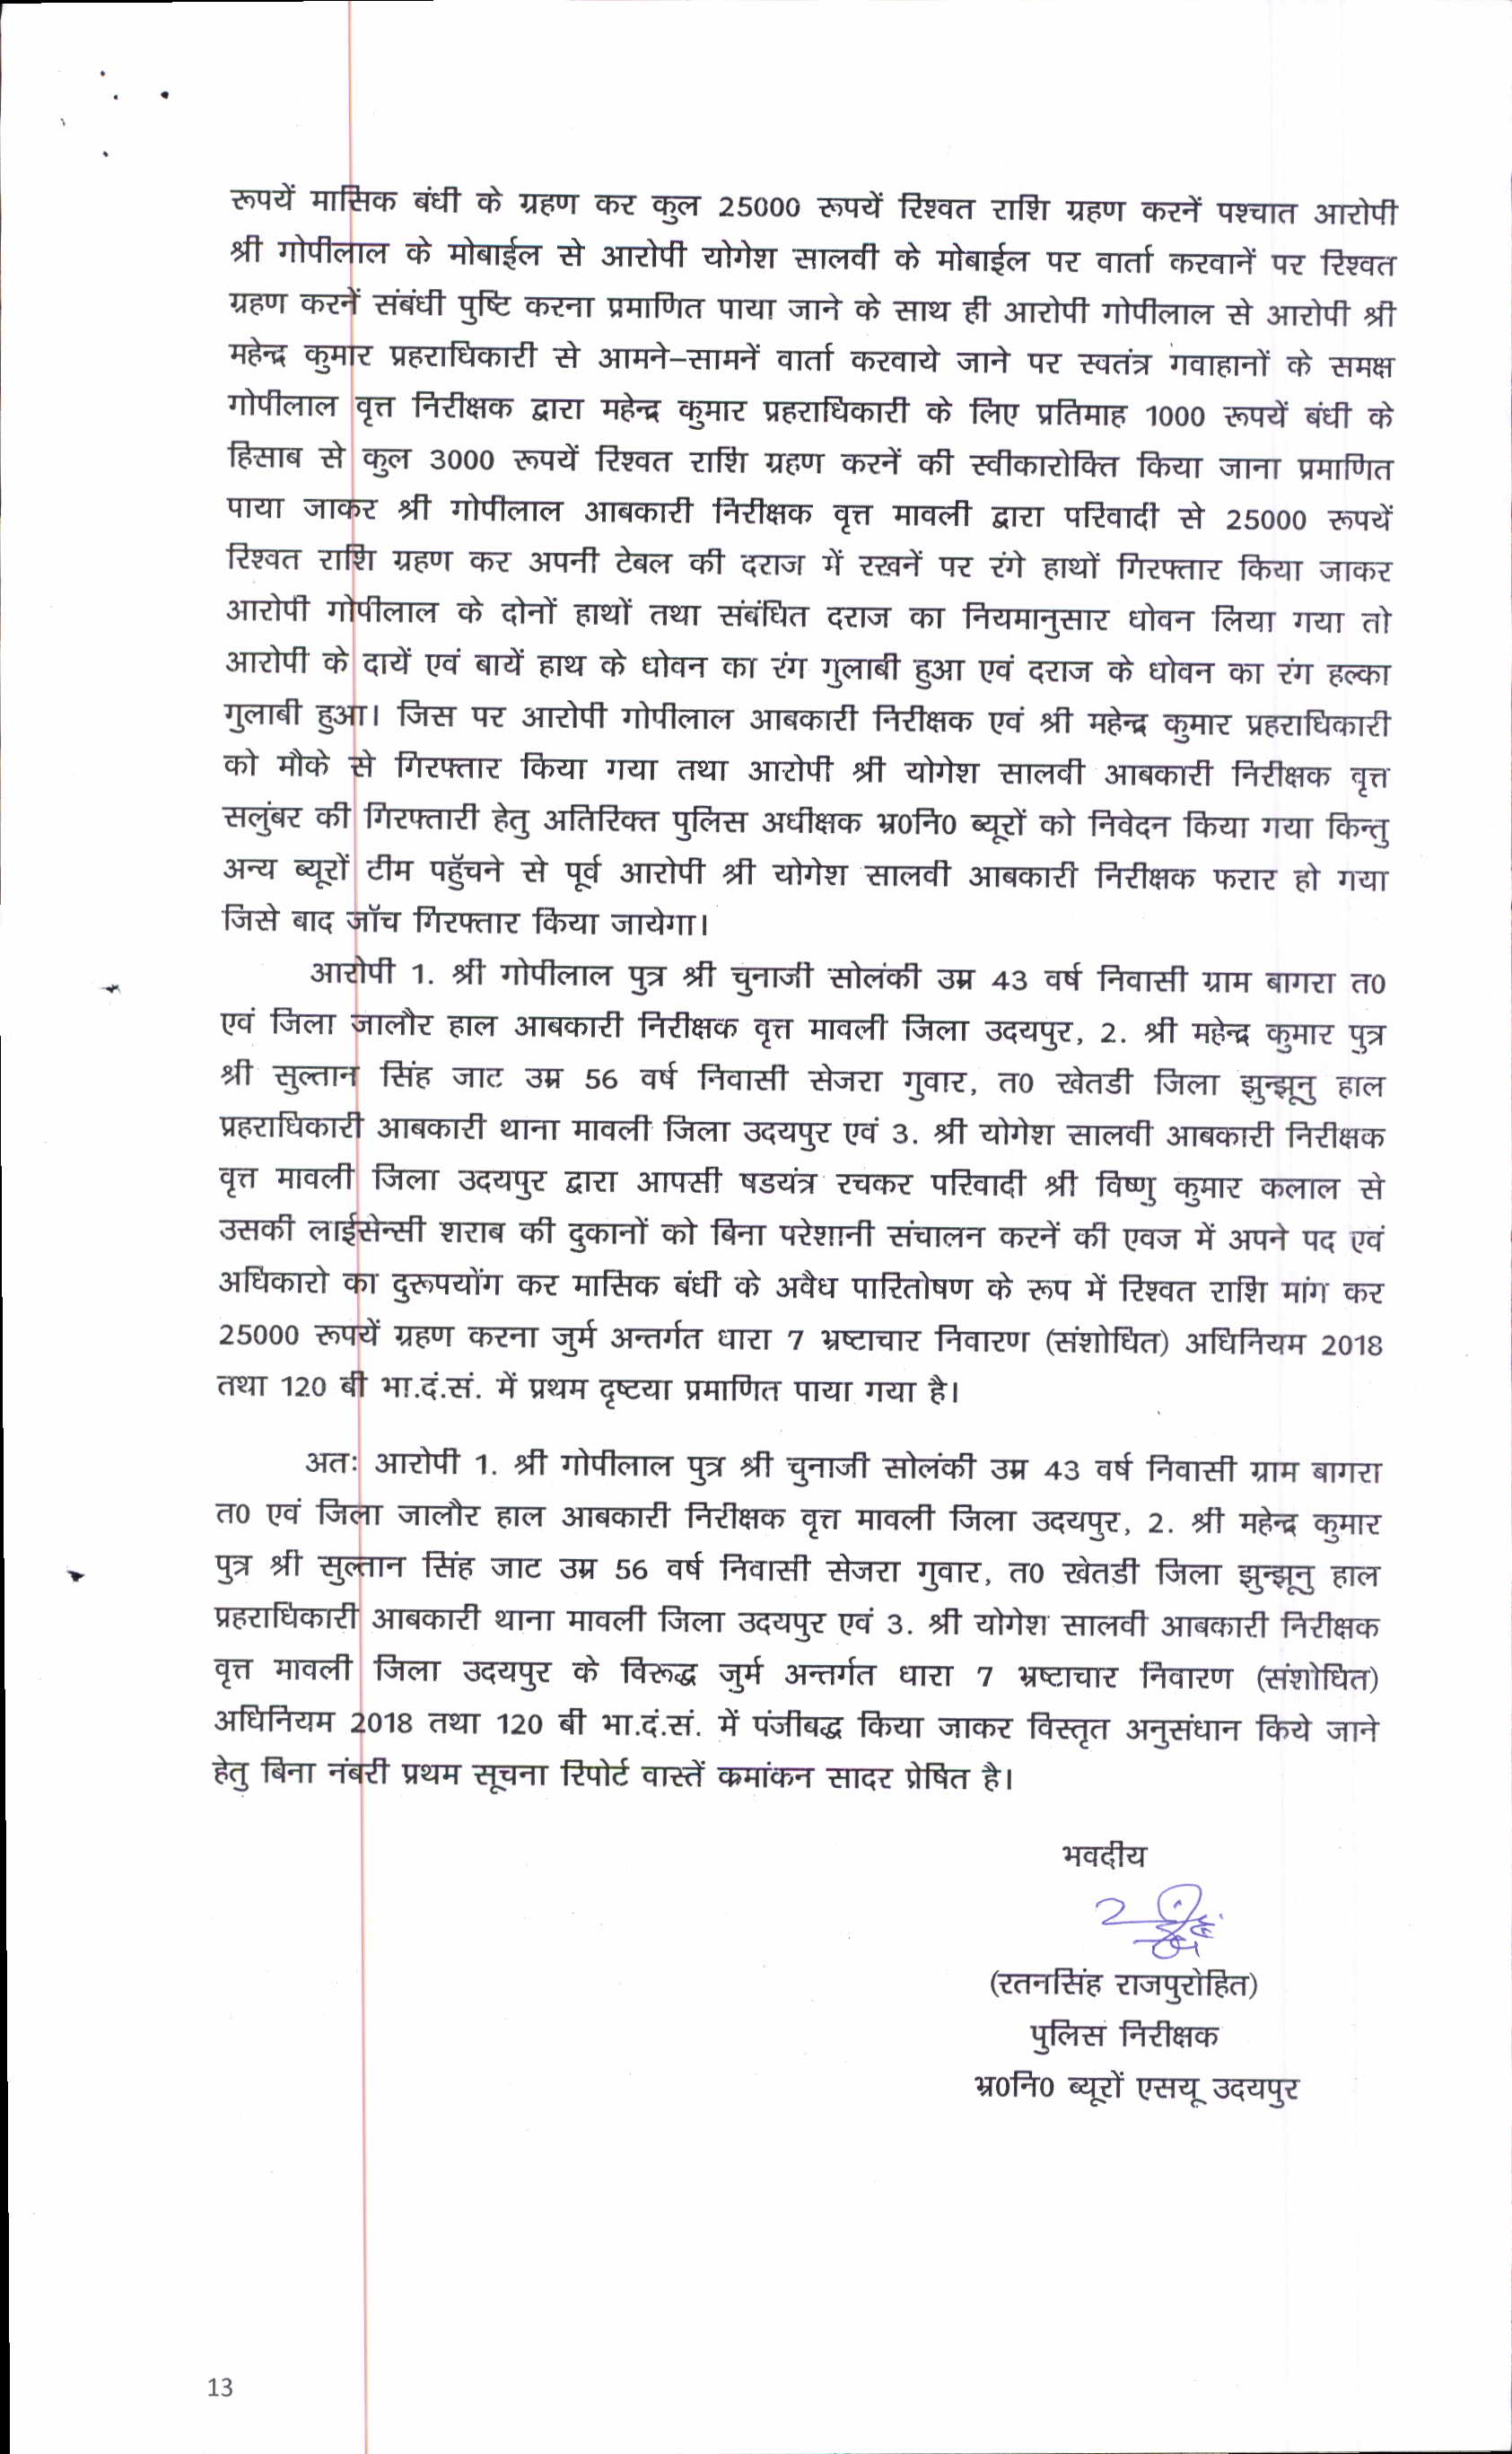 रूपयें मासिक बंधी के ग्रहण कर कुल 25000 रूपयें रिश्वत राशि ग्रहण करनें पश्चात आरोपी
श्री गोपीलाल के मोबाईल से आरोपी योगेश सालवी के मोबाईल पर वार्ता करवानें पर रिश्वत
ग्रहण करनें संबंधी पुष्टि करना प्रमाणित पाया जाने के साथ ही आरोपी गोपीलाल से आरोपी श्री
महेन्द्र कुमार प्रहराधिकारी से आमने–सामनें वार्ता करवाये जाने पर स्वतंत्र गवाहानों के समक्ष
गोपीलाल वृत्त निरीक्षक द्वारा महेन्द्र कुमार प्रहराधिकारी के लिए प्रतिमाह 1000 रूपयें बंधी के
हिसाब से कुल 3000 रूपयें रिश्वत राशि ग्रहण करनें की स्वीकारोक्ति किया जाना प्रमाणित
पाया जाकर श्री गोपीलाल आबकारी निरीक्षक वृत्त मावली द्वारा परिवादी से 25000 रूपयें
रिश्वत राशि ग्रहण कर अपनी टेबल की दराज में रखनें पर रंगे हाथों गिरफ्तार किया जाकर
आरोपी गोपीलाल के दोनों हाथों तथा संबंधित दराज का नियमानुसार धोवन लिया गया तो
आरोपी के दायें एवं बायें हाथ के धोवन का रंग गुलाबी हुआ एवं दराज के धोवन का रंग हल्का
गुलाबी हुआ। जिस पर आरोपी गोपीलाल आबकारी निरीक्षक एवं श्री महेन्द्र कुमार प्रहराधिकारी
को मौके से गिरफ्तार किया गया तथा आरोपी श्री योगेश सालवी आबकारी निरीक्षक वृत्त
सलुंबर की गिरफ्तारी हेतु अतिरिक्त पुलिस अधीक्षक भ्र0नि0 ब्यूरों को निवेदन किया गया किन्तु
अन्य ब्यूरों टीम पहुॅचने से पूर्व आरोपी श्री योगेश सालवी आबकारी निरीक्षक फरार हो गया
जिसे बाद जॉच गिरफ्तार किया जायेगा।
आरोपी 1. श्री गोपीलाल पुत्र श्री चुनाजी सोलंकी उम्र 43 वर्ष निवासी ग्राम बागरा त0
एवं जिला जालौर हाल आबकारी निरीक्षक वृत्त मावली जिला उदयपुर, 2. श्री महेन्द्र कुमार पुत्र
श्री सुल्तान सिंह जाट उम्र 56 वर्ष निवासी सेजरा गुवार, त0 खेतडी जिला झुन्झूनु हाल
प्रहराधिकारी आबकारी थाना मावली जिला उदयपुर एवं 3. श्री योगेश सालवी आबकारी निरीक्षक
वृत्त मावली जिला उदयपुर द्वारा आपसी षडयंत्र रचकर परिवादी श्री विष्णु कुमार कलाल से
उसकी लाईसेन्सी शराब की दुकानों को बिना परेशानी संचालन करनें की एवज में अपने पद एवं
अधिकारो का दुरूपयोंग कर मासिक बंधी के अवैध पारितोषण के रूप में रिश्वत राशि मांग कर
25000 रूपयें ग्रहण करना जुर्म अन्तर्गत धारा 7 भ्रष्टाचार निवारण (संशोधित) अधिनियम 2018
तथा 120 बी भा.दं.सं. में प्रथम दृष्टया प्रमाणित पाया गया है।
अतः आरोपी 1. श्री गोपीलाल पुत्र श्री चुनाजी सोलंकी उम्र 43 वर्ष निवासी ग्राम बागरा
त0 एवं जिला जालौर हाल आबकारी निरीक्षक वृत्त मावली जिला उदयपुर, 2. श्री महेन्द्र कुमार
पुत्र श्री सुल्तान सिंह जाट उम्र 56 वर्ष निवासी सेजरा गुवार, त0 खेतडी जिला झुन्झूनु हाल
प्रहराधिकारी आबकारी थाना मावली जिला उदयपुर एवं 3. श्री योगेश सालवी आबकारी निरीक्षक
वृत्त मावली जिला उदयपुर के विरूद्ध जुर्म अन्तर्गत धारा 7 भ्रष्टाचार निवारण (संशोधित)
अधिनियम 2018 तथा 120 बी भा.दं.सं. में पंजीबद्ध किया जाकर विस्तृत अनुसंधान किये जाने
हेतु बिना नंबरी प्रथम सूचना रिपोर्ट वास्तें कमांकन सादर प्रेषित है।
भवदीय
(रतनसिंह राजपुरोहित)
पुलिस निरीक्षक
भ्र0नि0 ब्यूरों एसयू उदयपुर
13